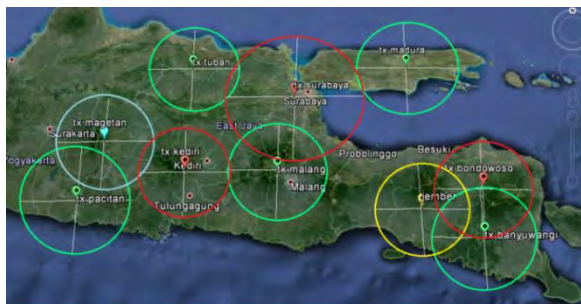 tx tuban
tx madura
tx surabaya
Surabaya
tx magetan
Surakarta
East Java
Yogyakarta
tx kediri
Kediri
Probolinggo
Besuki
tx malang
Malang
tx bondowoso
tx pacitan
Tulungagung
jember
tx banyuwangi